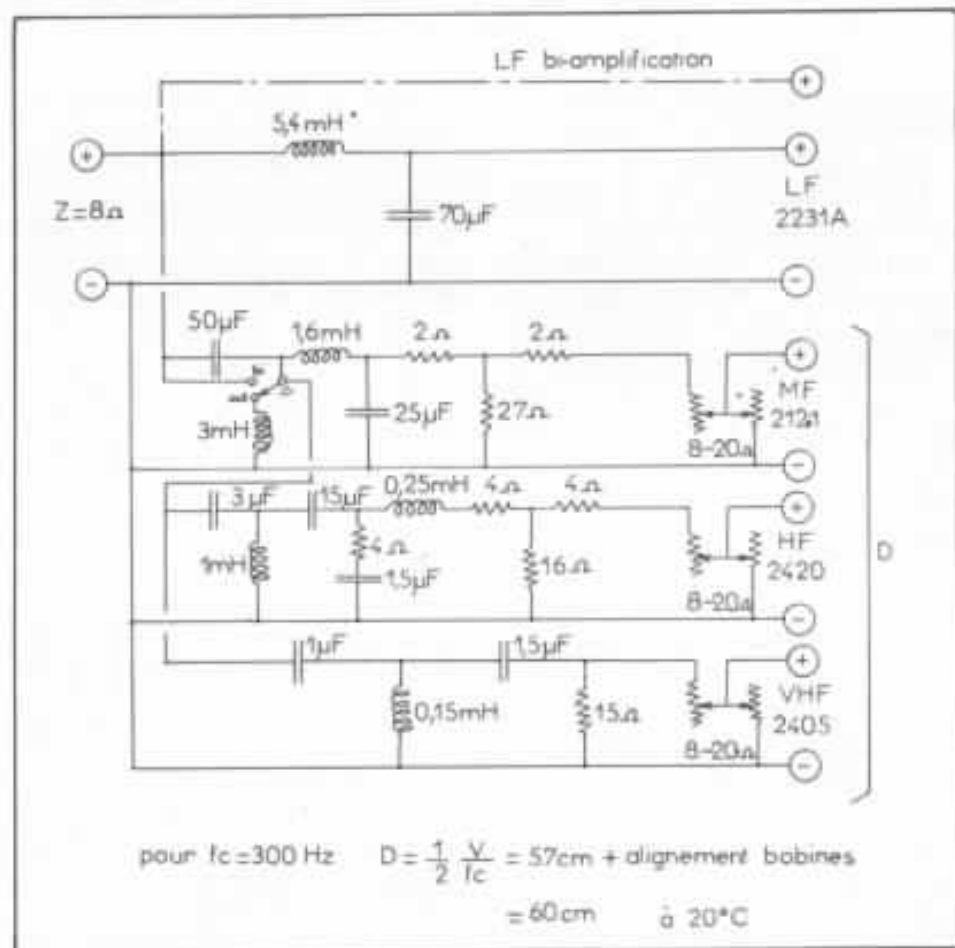 LF bi-amplification
5,4mH*
Z=8Ω
LF
2231A
70µF
50µF
1,6mH
2Ω
2Ω
MF
2121
25µF
27Ω
3mH
8-20Ω
3µF
15µF
0,25mH
4Ω
4Ω
HF
2420
D
1mH
4Ω
1,5µF
16Ω
8-20Ω
1µF
1,5µF
VHF
2405
0,15mH
15Ω
8-20Ω
pour fc=300 Hz D= 1/2 V/fc = 57cm + alignement bobines
= 60cm à 20°C